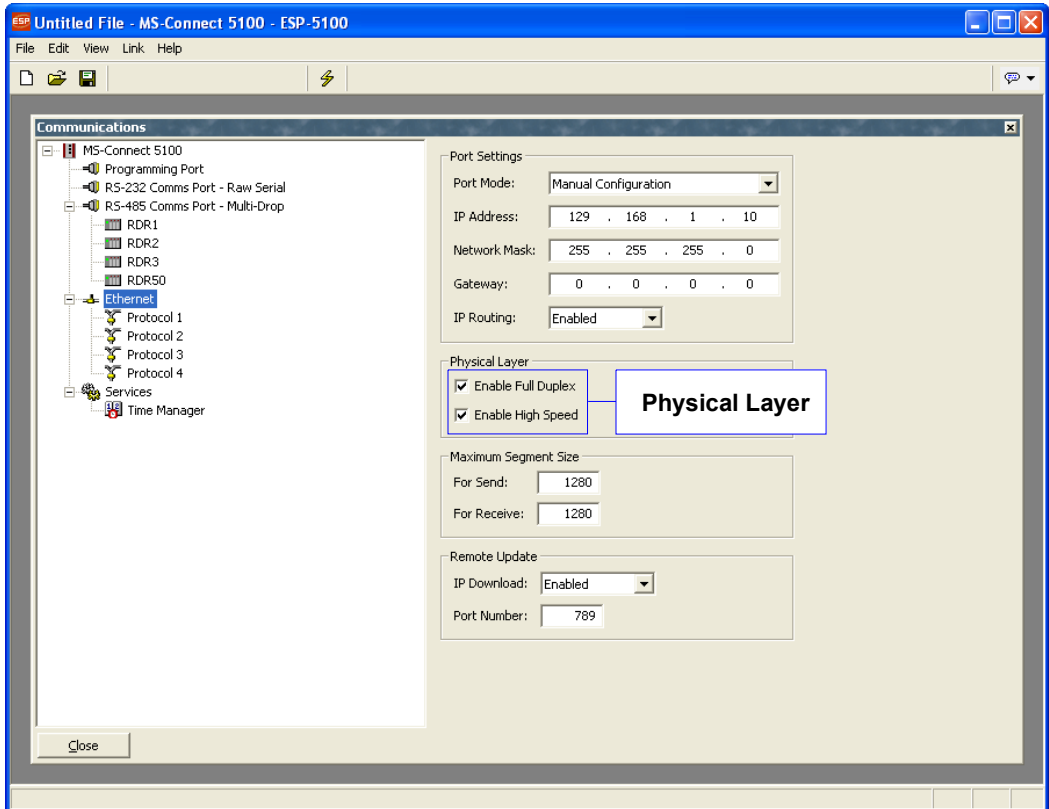 ESP Untitled File - MS-Connect 5100 - ESP-5100
File Edit View Link Help
Communications
MS-Connect 5100
Programming Port
RS-232 Comms Port - Raw Serial
RS-485 Comms Port - Multi-Drop
RDR1
RDR2
RDR3
RDR50
Ethernet
Protocol 1
Protocol 2
Protocol 3
Protocol 4
Services
Time Manager
Port Settings
Port Mode: Manual Configuration
IP Address: 129 . 168 . 1 . 10
Network Mask: 255 . 255 . 255 . 0
Gateway: 0 . 0 . 0 . 0
IP Routing: Enabled
Physical Layer
Enable Full Duplex
Enable High Speed
Physical Layer
Maximum Segment Size
For Send: 1280
For Receive: 1280
Remote Update
IP Download: Enabled
Port Number: 789
Close